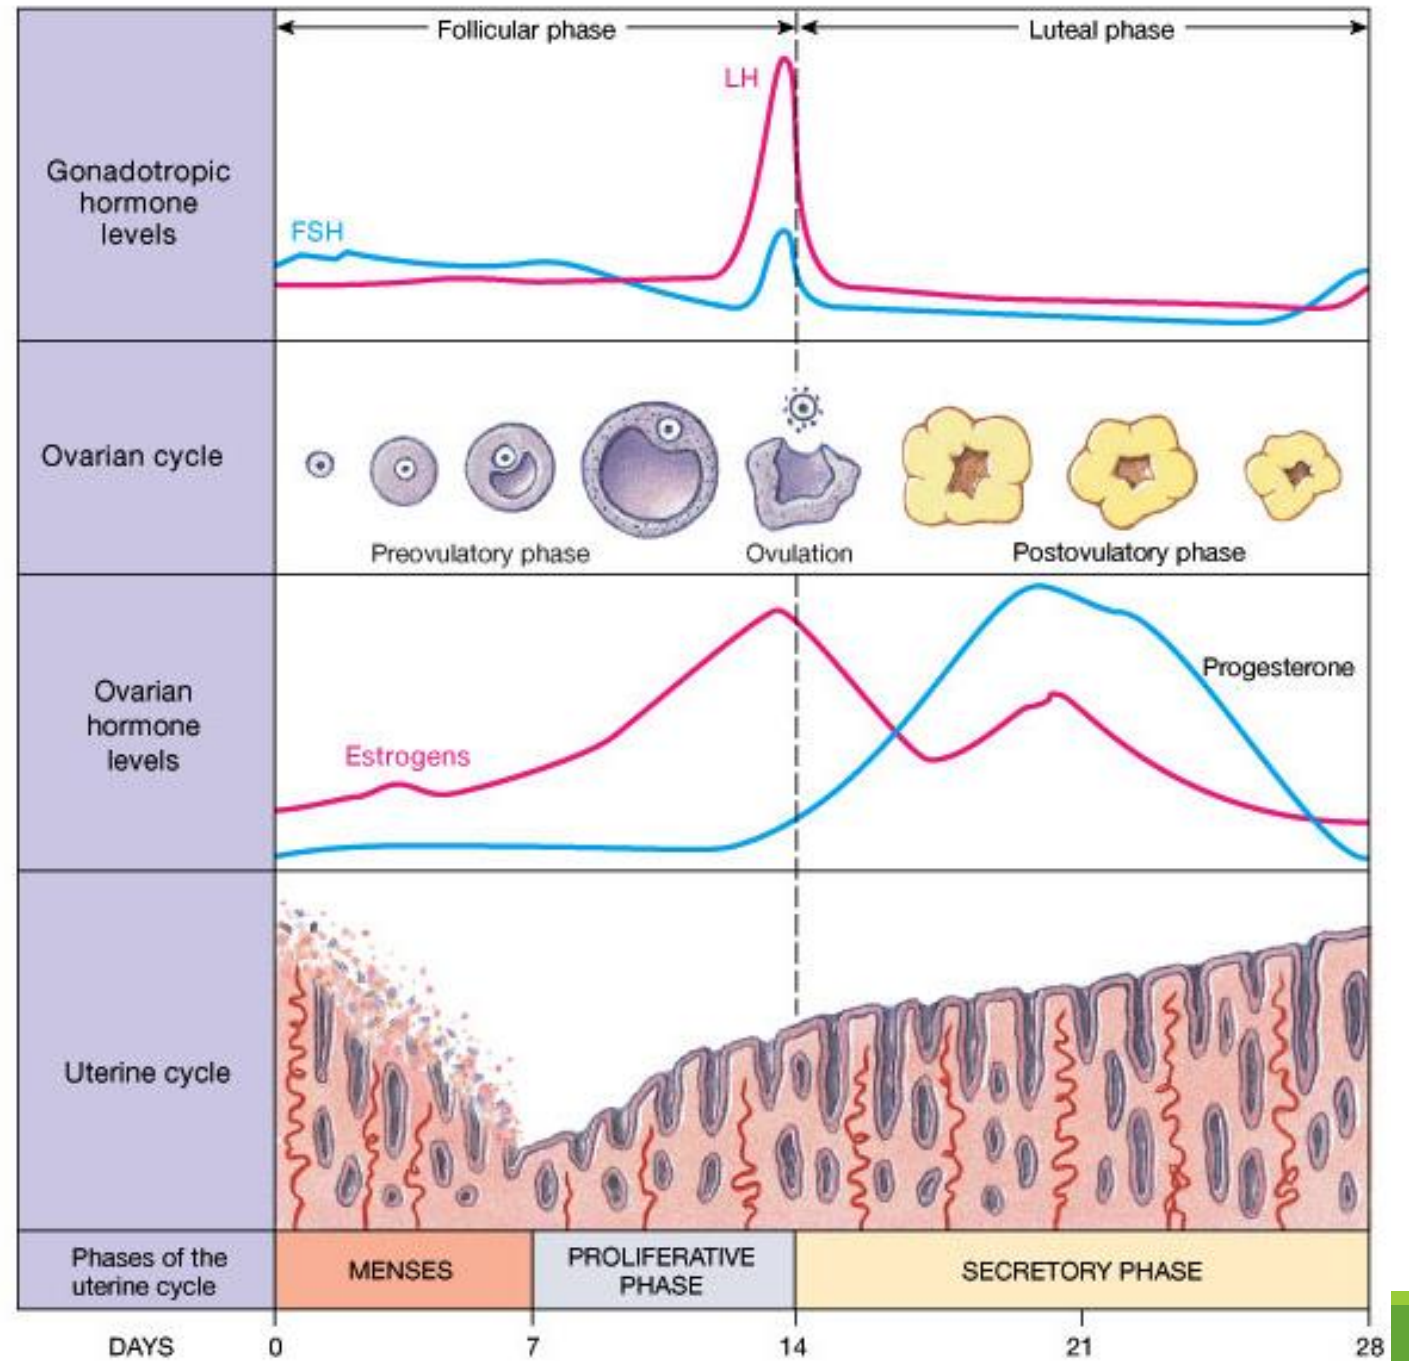 Follicular phase
Luteal phase
LH
Gonadotropic
hormone
levels
FSH
Ovarian cycle
Preovulatory phase
Ovulation
Postovulatory phase
Ovarian
hormone
levels
Progesterone
Estrogens
Uterine cycle
Phases of the
uterine cycle
MENSES
PROLIFERATIVE
PHASE
SECRETORY PHASE
DAYS
0
7
14
21
28